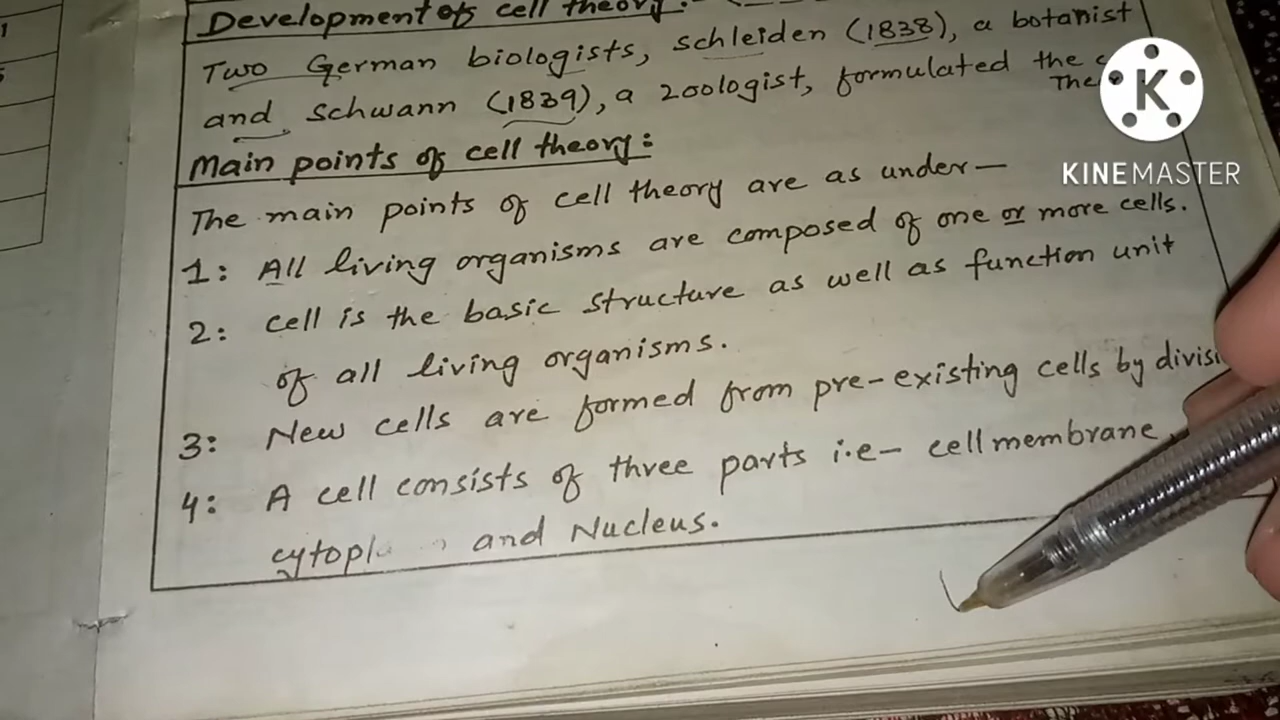 Development of cell theory:
Two German biologists, Schleiden (1838), a botanist
and Schwann (1839), a zoologist, formulated the
Main points of cell theory:
The main points of cell theory are as under—
1: All living organisms are composed of one or more cells.
2: Cell is the basic structure as well as function unit
of all living organisms.
3: New cells are formed from pre-existing cells by
4: A cell consists of three parts i.e- cell membrane,
and Nucleus.
K
KINEMASTER